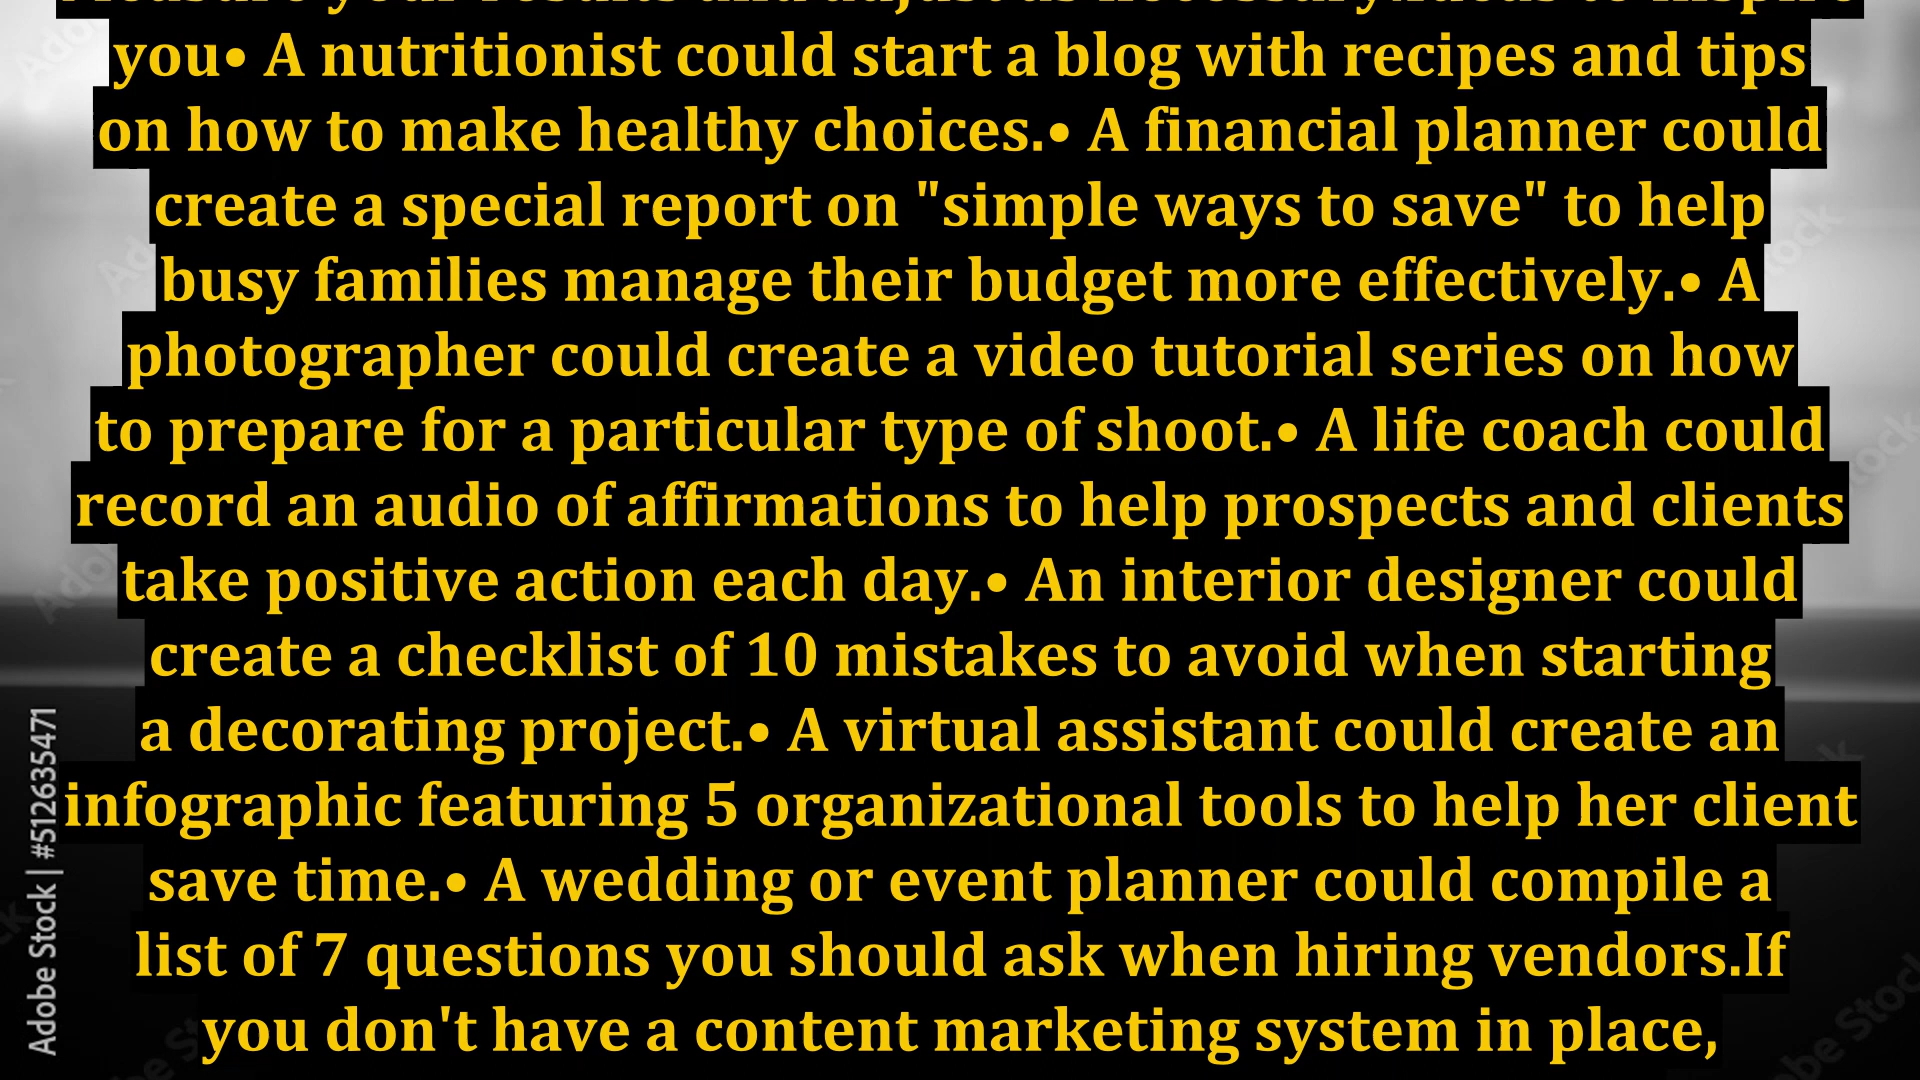 you• A nutritionist could start a blog with recipes and tips
on how to make healthy choices.• A financial planner could
create a special report on "simple ways to save" to help
busy families manage their budget more effectively.• A
photographer could create a video tutorial series on how
to prepare for a particular type of shoot.• A life coach could
record an audio of affirmations to help prospects and clients
take positive action each day.• An interior designer could
create a checklist of 10 mistakes to avoid when starting
a decorating project.• A virtual assistant could create an
infographic featuring 5 organizational tools to help her client
save time.• A wedding or event planner could compile a
list of 7 questions you should ask when hiring vendors.If
you don't have a content marketing system in place,
Adobe Stock | #512635471